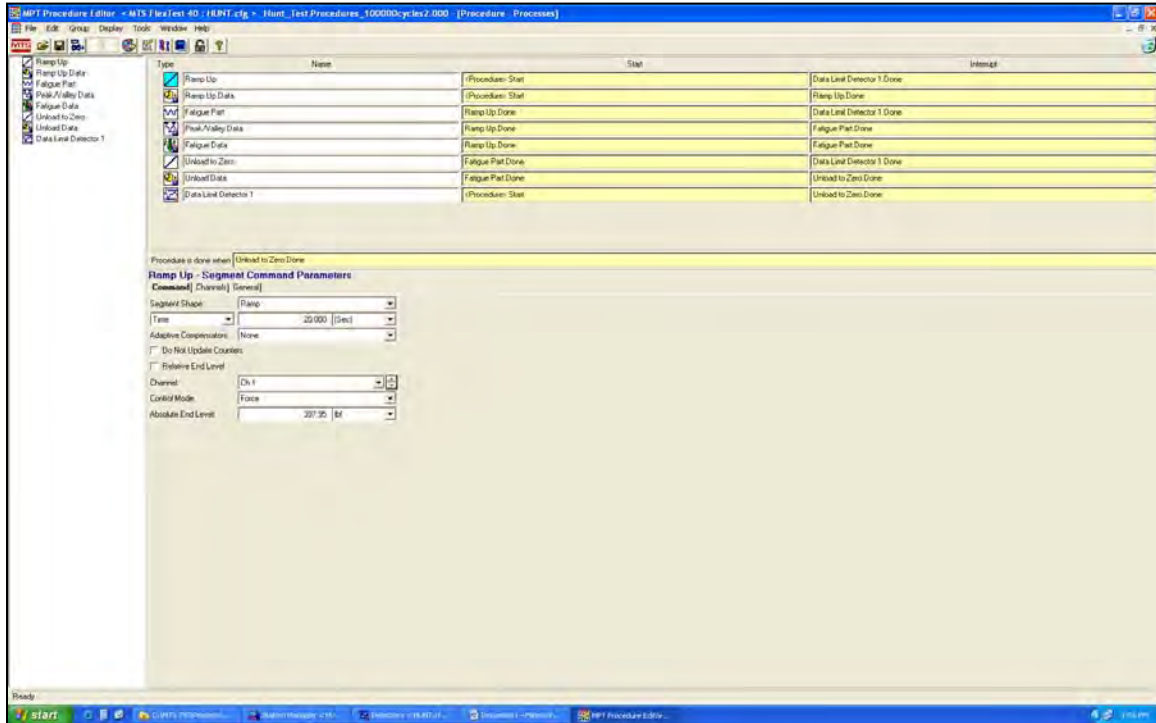 MPT Procedure Editor < MTS FlexTest 40 : HUNT.cfg > Hunt_Test Procedures_100000cycles2.000 - [Procedure - Processes]
File Edit Group Display Tools Window Help
MTS
Ramp Up
Ramp Up Data
Fatigue Part
Peak/Valley Data
Fatigue Data
Unload to Zero
Unload Data
Data Limit Detector 1
Type Name Start Interrupt
Ramp Up <Procedure>.Start Data Limit Detector 1.Done
Ramp Up Data <Procedure>.Start Ramp Up.Done
Fatigue Part Ramp Up.Done Data Limit Detector 1.Done
Peak/Valley Data Ramp Up.Done Fatigue Part.Done
Fatigue Data Ramp Up.Done Fatigue Part.Done
Unload to Zero Fatigue Part.Done Data Limit Detector 1.Done
Unload Data Fatigue Part.Done Unload to Zero.Done
Data Limit Detector 1 <Procedure>.Start Unload to Zero.Done
Procedure is done when Unload to Zero.Done
Ramp Up - Segment Command Parameters
Command Channels General
Segment Shape: Ramp
Time 20.000 (Sec)
Adaptive Compensators: None
Do Not Update Counters
Relative End Level
Channel: Ch 1
Control Mode: Force
Absolute End Level: lbf
Ready
start
MPT Procedure Edito...